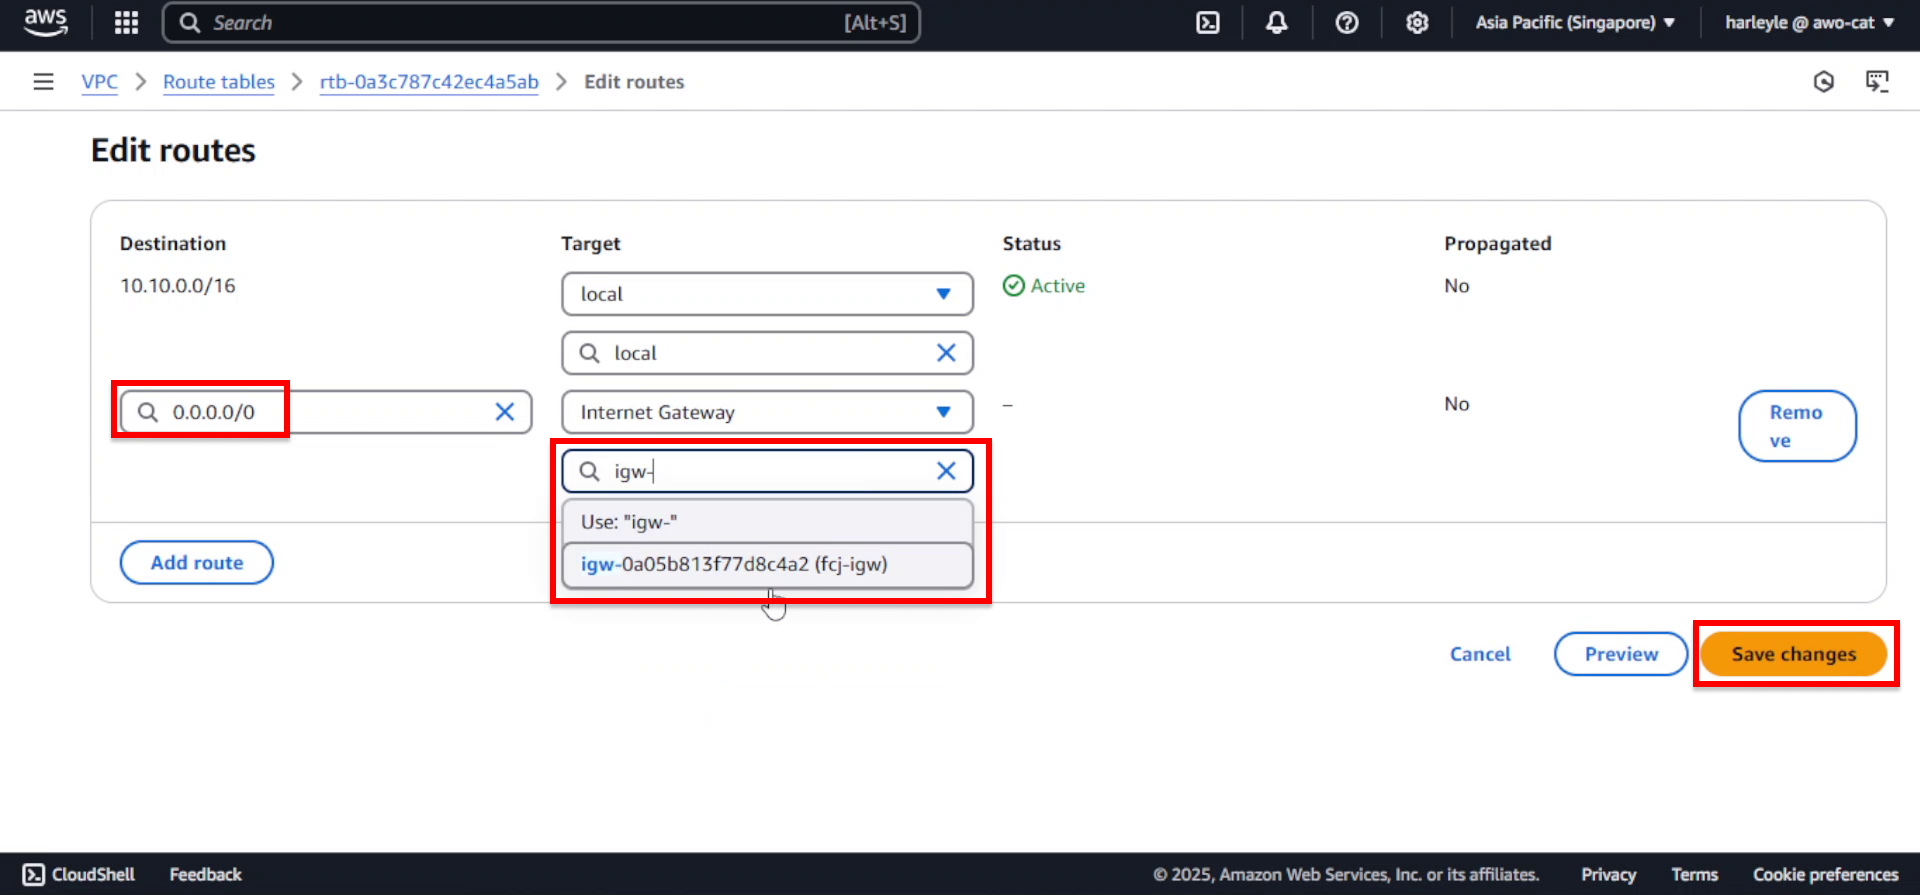 aws
Search [Alt+S]
Asia Pacific (Singapore)
harleyle @ awo-cat
VPC
Route tables
rtb-0a3c787c42ec4a5ab
Edit routes
Edit routes
Destination Target Status Propagated
10.10.0.0/16 local Active No
local
0.0.0.0/0 Internet Gateway – No
Remo
ve
igw-
Use: "igw-"
igw-0a05b813f77d8c4a2 (fcj-igw)
Add route
Cancel Preview Save changes
CloudShell Feedback © 2025, Amazon Web Services, Inc. or its affiliates. Privacy Terms Cookie preferences